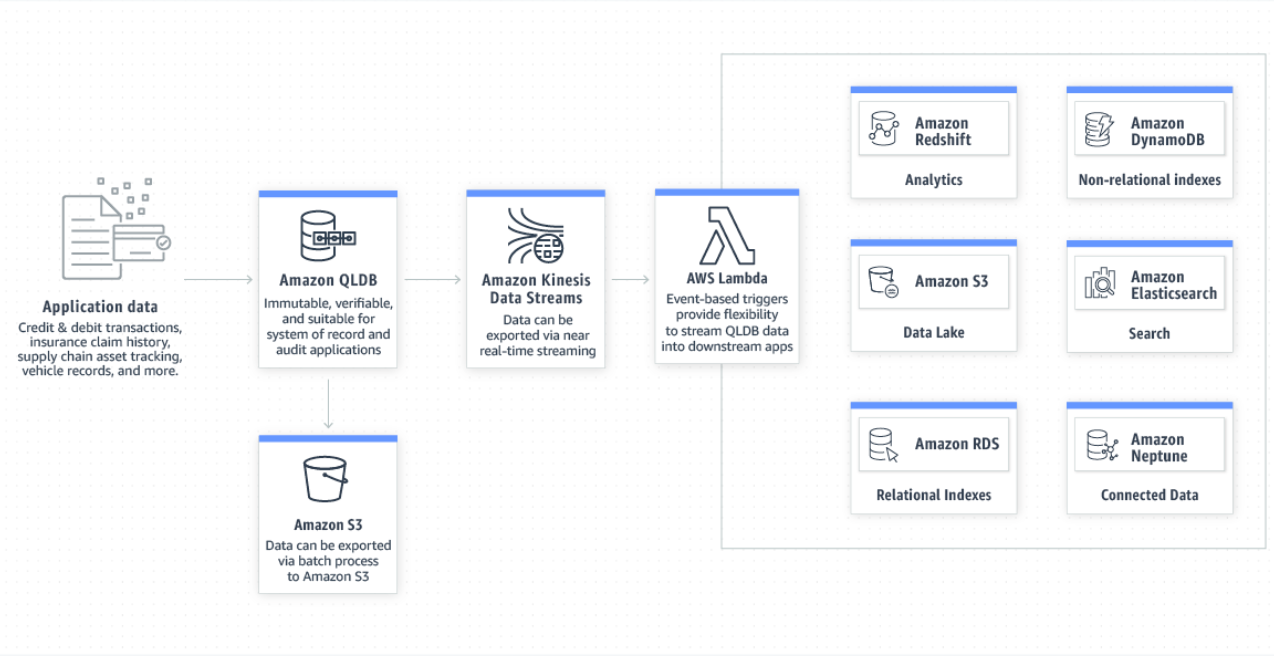 Application data
Credit & debit transactions,
insurance claim history,
supply chain asset tracking,
vehicle records, and more.
Amazon QLDB
Immutable, verifiable,
and suitable for
system of record and
audit applications
Amazon S3
Data can be exported
via batch process
to Amazon S3
Amazon Kinesis
Data Streams
Data can be
exported via near
real-time streaming
AWS Lambda
Event-based triggers
provide flexibility
to stream QLDB data
into downstream apps
Amazon
Redshift
Analytics
Amazon
DynamoDB
Non-relational indexes
Amazon S3
Data Lake
Amazon
Elasticsearch
Search
Amazon RDS
Relational Indexes
Amazon
Neptune
Connected Data